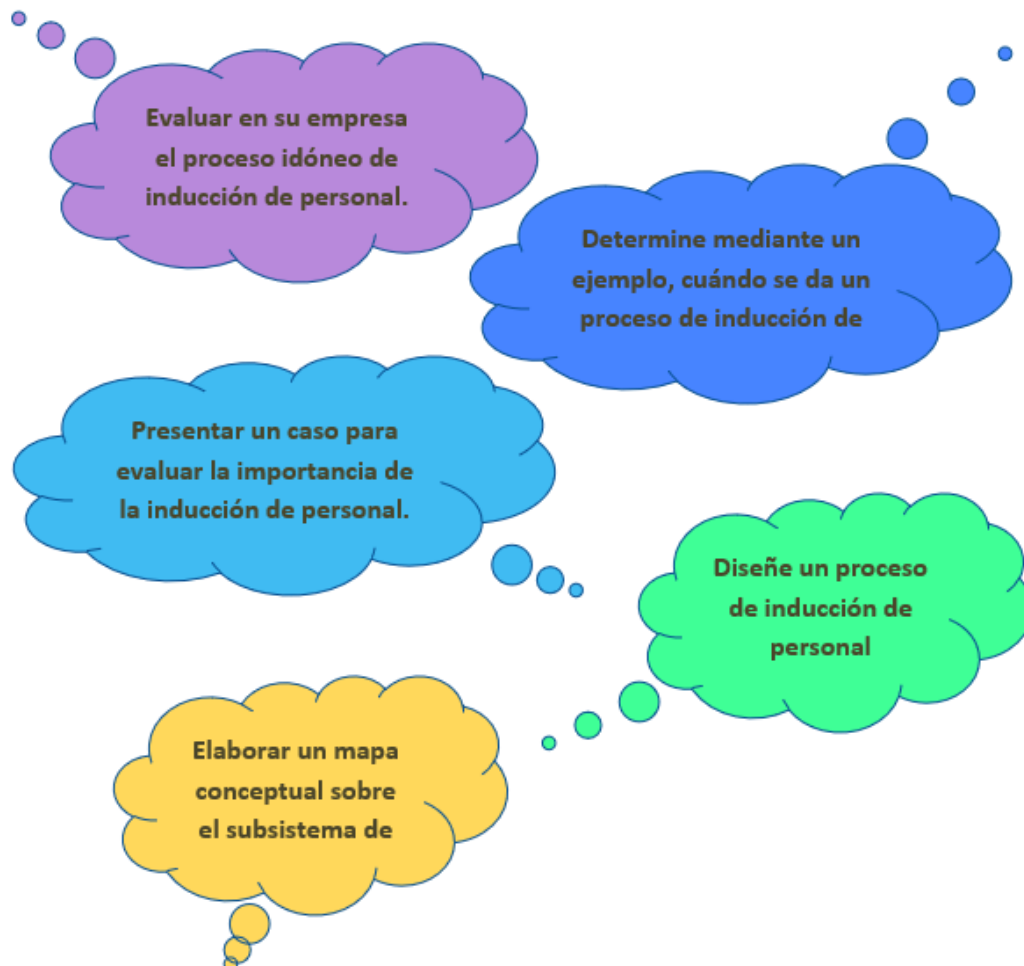 Evaluar en su empresa
el proceso idóneo de
inducción de personal.
Determine mediante un
ejemplo, cuándo se da un
proceso de inducción de
Presentar un caso para
evaluar la importancia de
la inducción de personal.
Diseñe un proceso
de inducción de
personal
Elaborar un mapa
conceptual sobre
el subsistema de